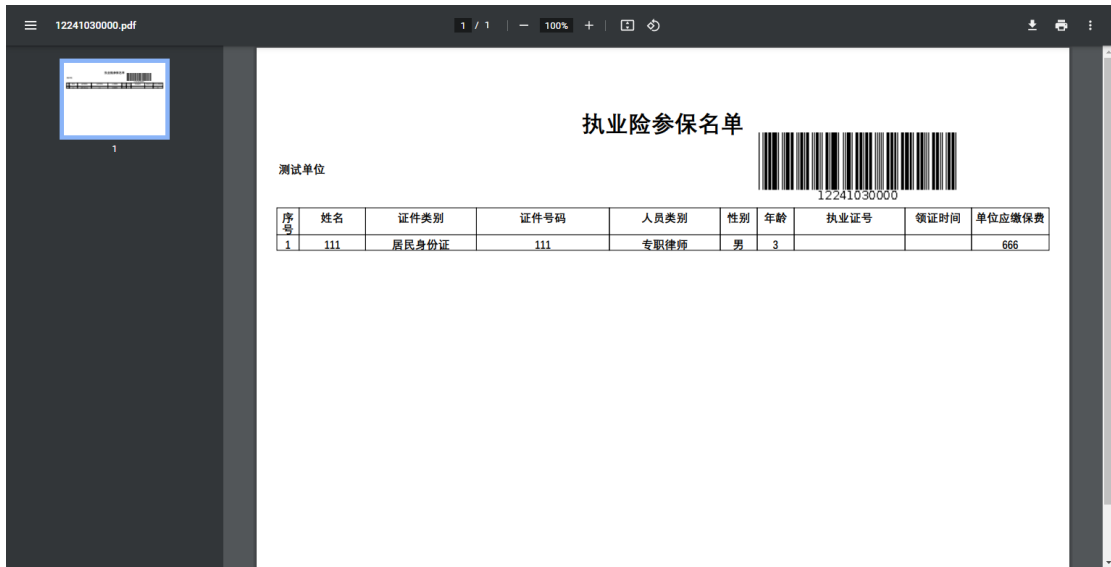 12241030000.pdf
1 / 1 | — 100% +
1
执业险参保名单
测试单位
12241030000
序号 姓名 证件类别 证件号码 人员类别 性别 年龄 执业证号 领证时间 单位应缴保费
1 111 居民身份证 111 专职律师 男 3 666